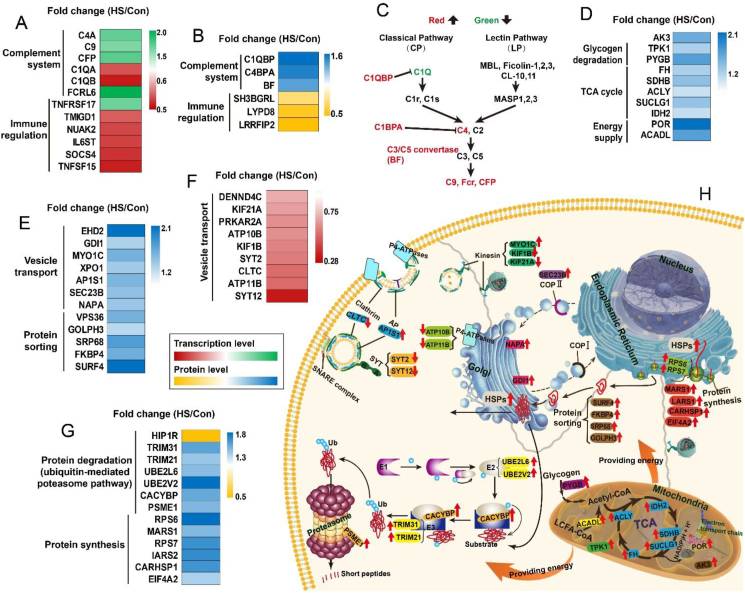 A
Fold change (HS/Con)
Complement system
C4A
C9
CFP
C1QA
C1QB
FCRL6
Immune regulation
TNFRSF17
TMIGD1
NUAK2
IL6ST
SOCS4
TNFSF15
2.5
1.5
1.5
0.5
B
Fold change (HS/Con)
Complement system
C1QBP
C4BPA
BF
Immune regulation
SH3BGRL
LYPD8
LRRFIP2
1.6
1.2
1.0
0.5
C
Red
Green
Classical Pathway (CP)
Lectin Pathway (LP)
MBL, Ficolin-1,2,3, CL-10,11
C1QBP
C1Q
C1r, C1s
MASP1,2,3
C1BPA
C4, C2
C3/C5 convertase (BF)
C3, C5
C9, Fcr, CFP
D
Fold change (HS/Con)
Glycogen degradation
AK3
TPK1
PYGB
TCA cycle
FH
SDHB
ACLY
SUCLG1
IDH2
Energy supply
POR
ACADL
2.1
1.2
E
Fold change (HS/Con)
Vesicle transport
EHD2
GDI1
MYO1C
XPO1
AP1S1
SEC23B
NAPA
Protein sorting
VPS36
GOLPH3
SRP68
FKBP4
SURF4
2.1
1.2
F
Fold change (HS/Con)
Vesicle transport
DENND4C
KIF21A
PRKAR2A
ATP10B
KIF1B
SYT2
CLTC
ATP11B
SYT12
0.75
0.28
Transcription level
Protein level
G
Fold change (HS/Con)
Protein degradation (ubiquitin-mediated poteasome pathway)
HIP1R
TRIM31
TRIM21
UBE2L6
UBE2V2
CACYBP
PSME1
Protein synthesis
RPS6
MARS1
RPS7
IARS2
CARHSP1
EIF4A2
1.8
1.3
0.5
H
P4-ATPases
Clathrim
CLTC
AP
AP1S1
SNARE complex
SYT
SYT2
SYT12
ATP10B
ATP11B
P4-ATPases
Kinesin
MYO1C
KIF1B
KIF21A
SEC23B
COP II
NAPA
Golgi
GDI1
HSPs
COP I
Nucleus
Endoplasmic Reticlum
HSPs
RPS6
RPS7
Protein synthesis
MARS1
LARS1
CARHSP1
EIF4A2
Protein sorting
SURF4
FKBP4
SRP68
GOLPH3
Ub
E1
E2
UBE2L6
UBE2V2
Proteasome
PSME1
Ub
TRIM31
TRIM21
CACYBP
E3
CACYBP
Substrate
Short peptides
Providing energy
Providing energy
Glycogen
PYGB
Acetyl-CoA
Mitochondria
LCFA-CoA
ACADL
ACLY
IDH2
TCA
SDHB
SUCLG1
FH
TPK1
Electron transport chain
POR
AK3